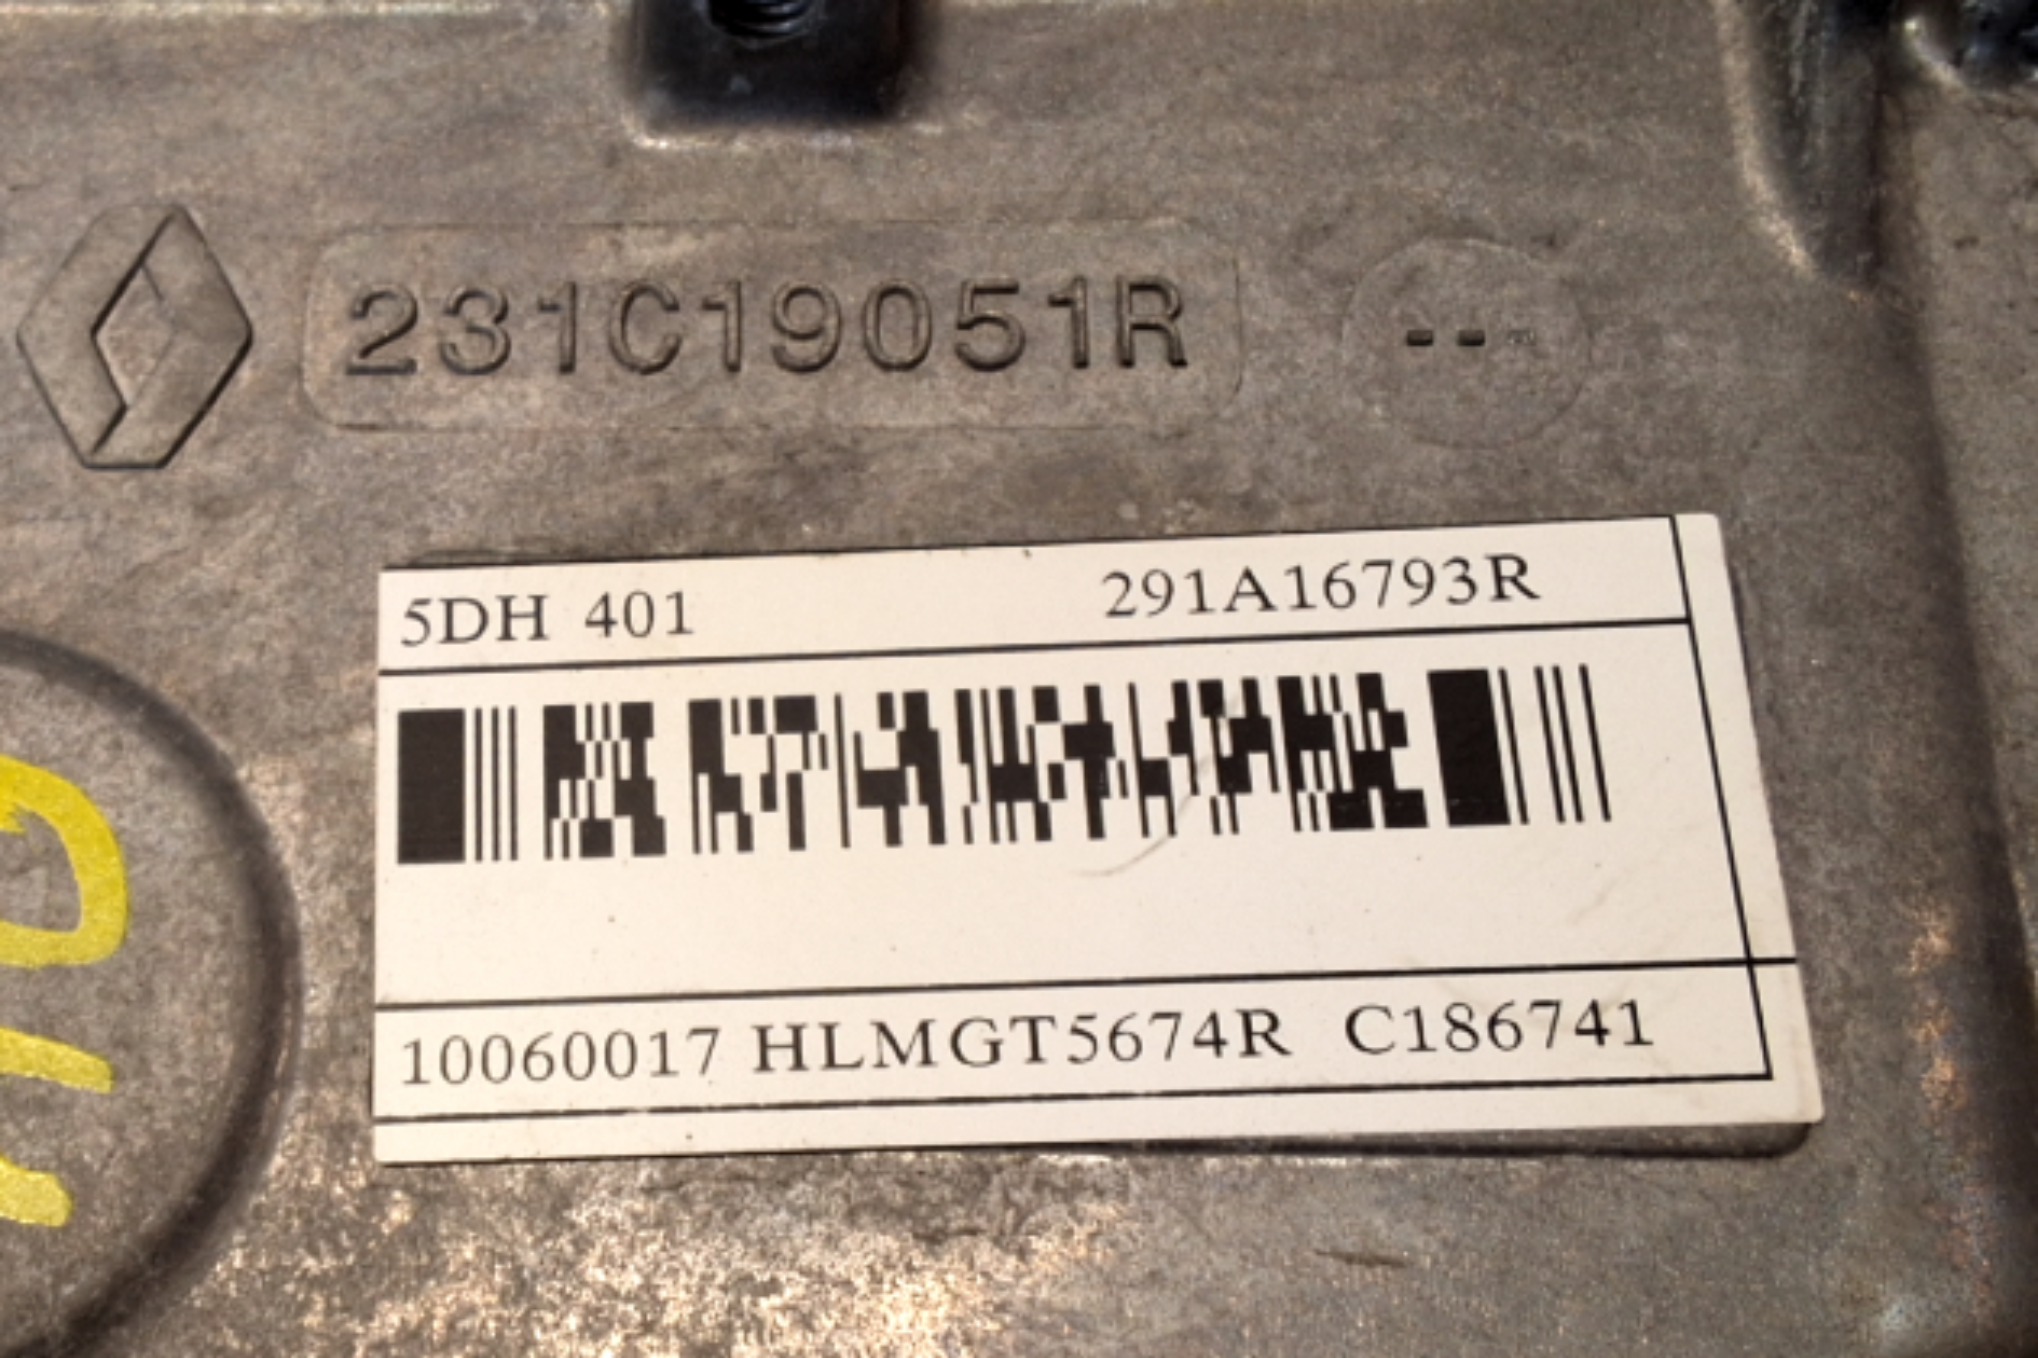 231C19051R --
5DH 401 291A16793R
10060017 HLMGT5674R C186741